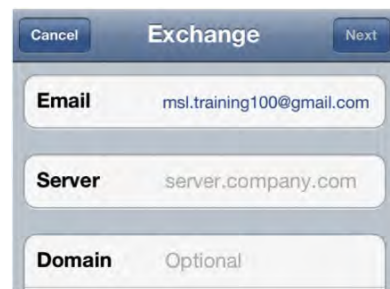 Cancel Exchange Next
Email msl.training100@gmail.com
Server server.company.com
Domain Optional